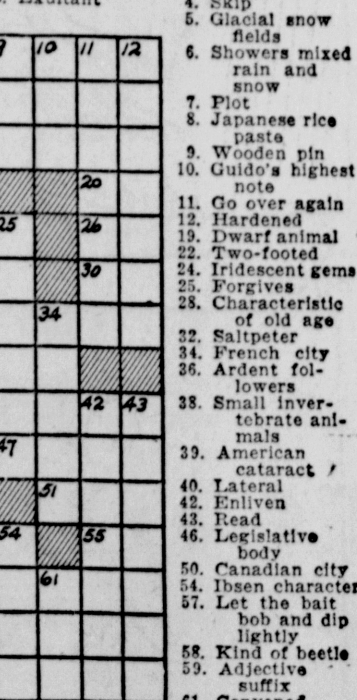 Exultant
9 10 11 12
20
25 26
30
34
42 43
47
51
54 55
61
4. Skip
5. Glacial snow
fields
6. Showers mixed
rain and
snow
7. Plot
8. Japanese rice
paste
9. Wooden pin
10. Guido's highest
note
11. Go over again
12. Hardened
19. Dwarf animal
22. Two-footed
24. Iridescent gems
25. Forgives
28. Characteristic
of old age
32. Saltpeter
34. French city
36. Ardent fol-
lowers
38. Small inver-
tebrate ani-
mals
39. American
cataract
40. Lateral
42. Enliven
43. Read
46. Legislative
body
50. Canadian city
54. Ibsen character
57. Let the bait
bob and dip
lightly
58. Kind of beetle
59. Adjective
suffix
61.